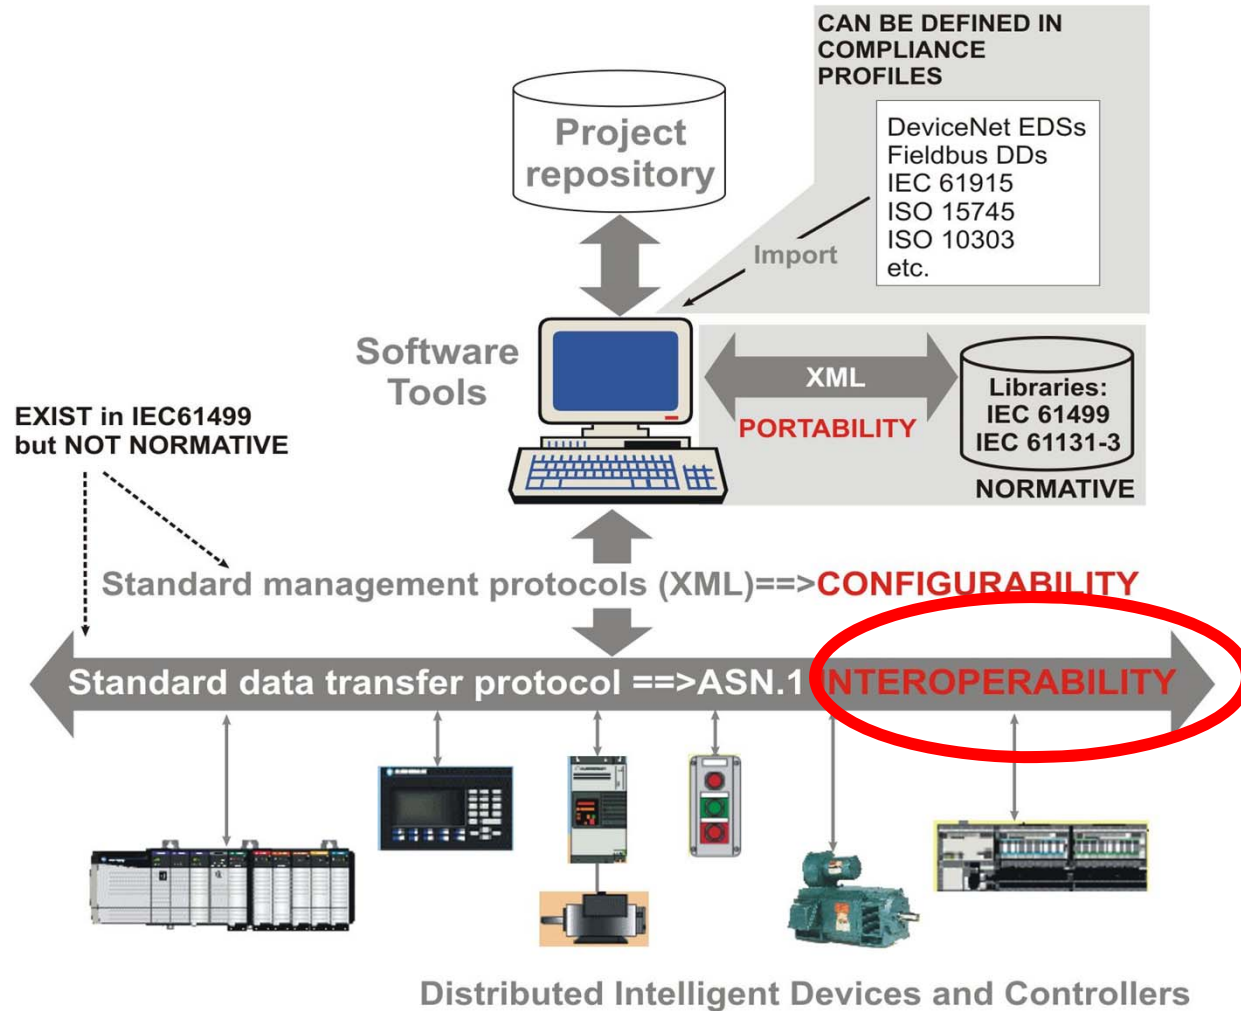 CAN BE DEFINED IN
COMPLIANCE
PROFILES
DeviceNet EDSs
Fieldbus DDs
IEC 61915
ISO 15745
ISO 10303
etc.
Project
repository
Import
Software
Tools
XML
PORTABILITY
Libraries:
IEC 61499
IEC 61131-3
NORMATIVE
EXIST in IEC61499
but NOT NORMATIVE
Standard management protocols (XML)==>CONFIGURABILITY
Standard data transfer protocol ==>ASN.1 INTEROPERABILITY
Distributed Intelligent Devices and Controllers